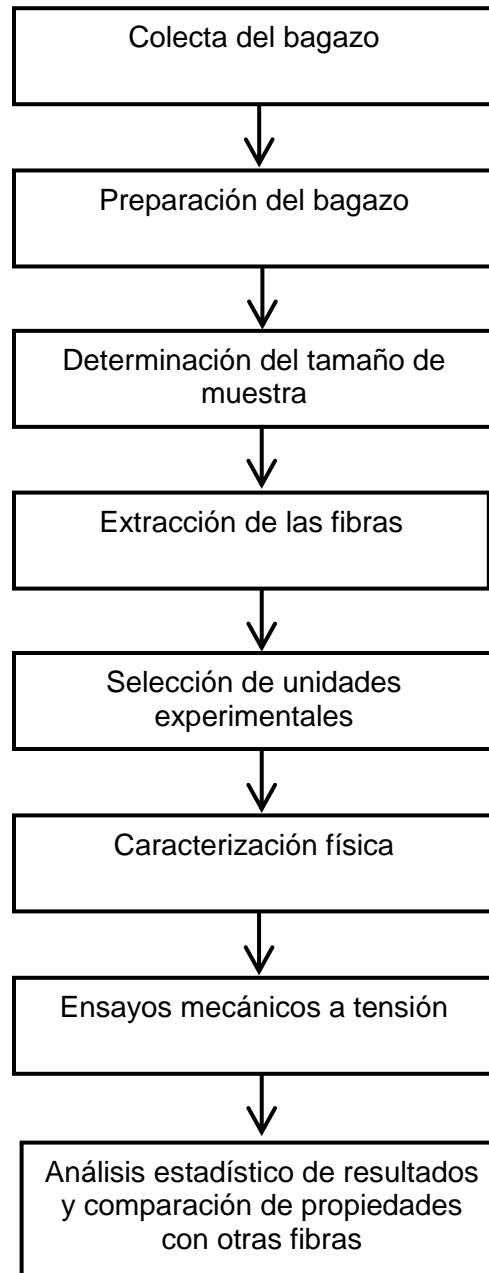 Colecta del bagazo
Preparación del bagazo
Determinación del tamaño de
muestra
Extracción de las fibras
Selección de unidades
experimentales
Caracterización física
Ensayos mecánicos a tensión
Análisis estadístico de resultados
y comparación de propiedades
con otras fibras